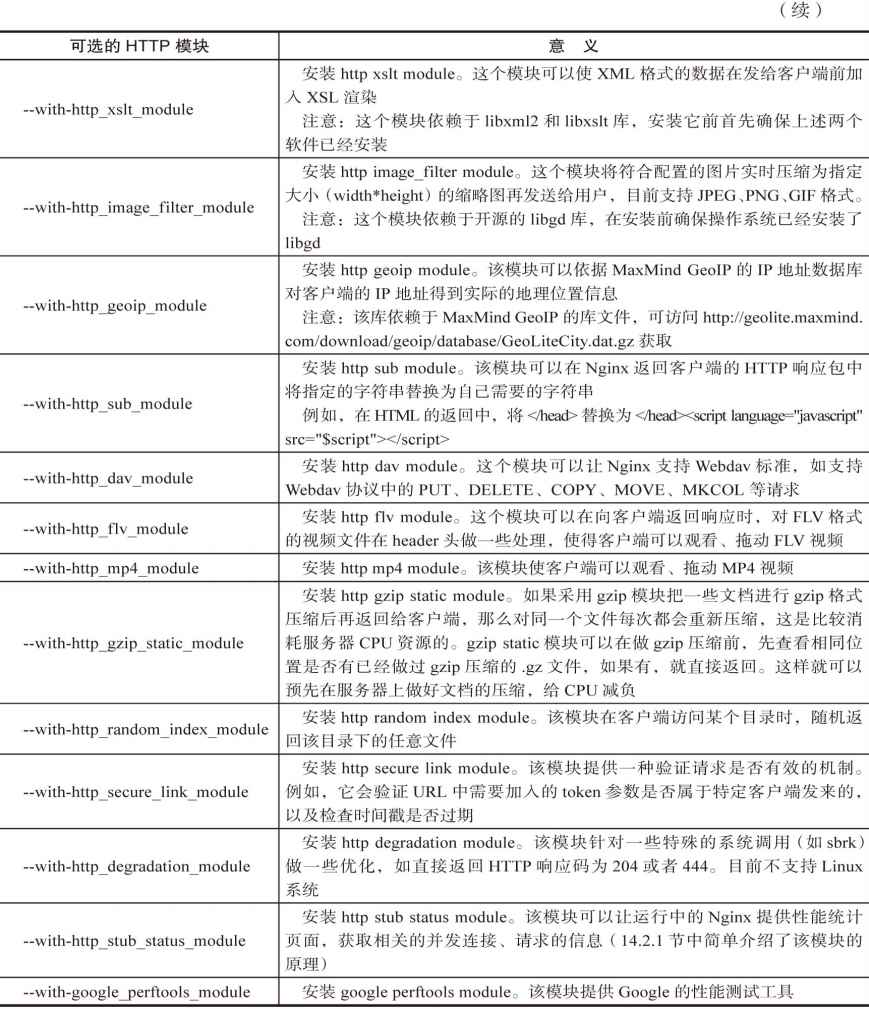 （续）
可选的 HTTP 模块 意 义
--with-http_xslt_module
安装 http xslt module。这个模块可以使 XML 格式的数据在发给客户端前加
入 XSL 渲染
注意：这个模块依赖于 libxml2 和 libxslt 库，安装它前首先确保上述两个
软件已经安装
--with-http_image_filter_module
安装 http image_filter module。这个模块将符合配置的图片实时压缩为指定
大小（width*height）的缩略图再发送给用户，目前支持 JPEG、PNG、GIF 格式。
注意：这个模块依赖于开源的 libgd 库，在安装前确保操作系统已经安装了
libgd
--with-http_geoip_module
安装 http geoip module。该模块可以依据 MaxMind GeoIP 的 IP 地址数据库
对客户端的 IP 地址得到实际的地理位置信息
注意：该库依赖于 MaxMind GeoIP 的库文件，可访问 http://geolite.maxmind.
com/download/geoip/database/GeoLiteCity.dat.gz 获取
--with-http_sub_module
安装 http sub module。该模块可以在 Nginx 返回客户端的 HTTP 响应包中
将指定的字符串替换为自己需要的字符串
例如，在 HTML 的返回中，将 </head> 替换为 </head><script language="javascript"
src="$script"></script>
--with-http_dav_module
安装 http dav module。这个模块可以让 Nginx 支持 Webdav 标准，如支持
Webdav 协议中的 PUT、DELETE、COPY、MOVE、MKCOL 等请求
--with-http_flv_module
安装 http flv module。这个模块可以在向客户端返回响应时，对 FLV 格式
的视频文件在 header 头做一些处理，使得客户端可以观看、拖动 FLV 视频
--with-http_mp4_module
安装 http mp4 module。该模块使客户端可以观看、拖动 MP4 视频
--with-http_gzip_static_module
安装 http gzip static module。如果采用 gzip 模块把一些文档进行 gzip 格式
压缩后再返回给客户端，那么对同一个文件每次都会重新压缩，这是比较消
耗服务器 CPU 资源的。gzip static 模块可以在做 gzip 压缩前，先查看相同位
置是否有已经做过 gzip 压缩的 .gz 文件，如果有，就直接返回。这样就可以
预先在服务器上做好文档的压缩，给 CPU 减负
--with-http_random_index_module
安装 http random index module。该模块在客户端访问某个目录时，随机返
回该目录下的任意文件
--with-http_secure_link_module
安装 http secure link module。该模块提供一种验证请求是否有效的机制。
例如，它会验证 URL 中需要加入的 token 参数是否属于特定客户端发来的，
以及检查时间戳是否过期
--with-http_degradation_module
安装 http degradation module。该模块针对一些特殊的系统调用（如 sbrk）
做一些优化，如直接返回 HTTP 响应码为 204 或者 444。目前不支持 Linux
系统
--with-http_stub_status_module
安装 http stub status module。该模块可以让运行中的 Nginx 提供性能统计
页面，获取相关的并发连接、请求的信息（14.2.1 节中简单介绍了该模块的
原理）
--with-google_perftools_module
安装 google perftools module。该模块提供 Google 的性能测试工具